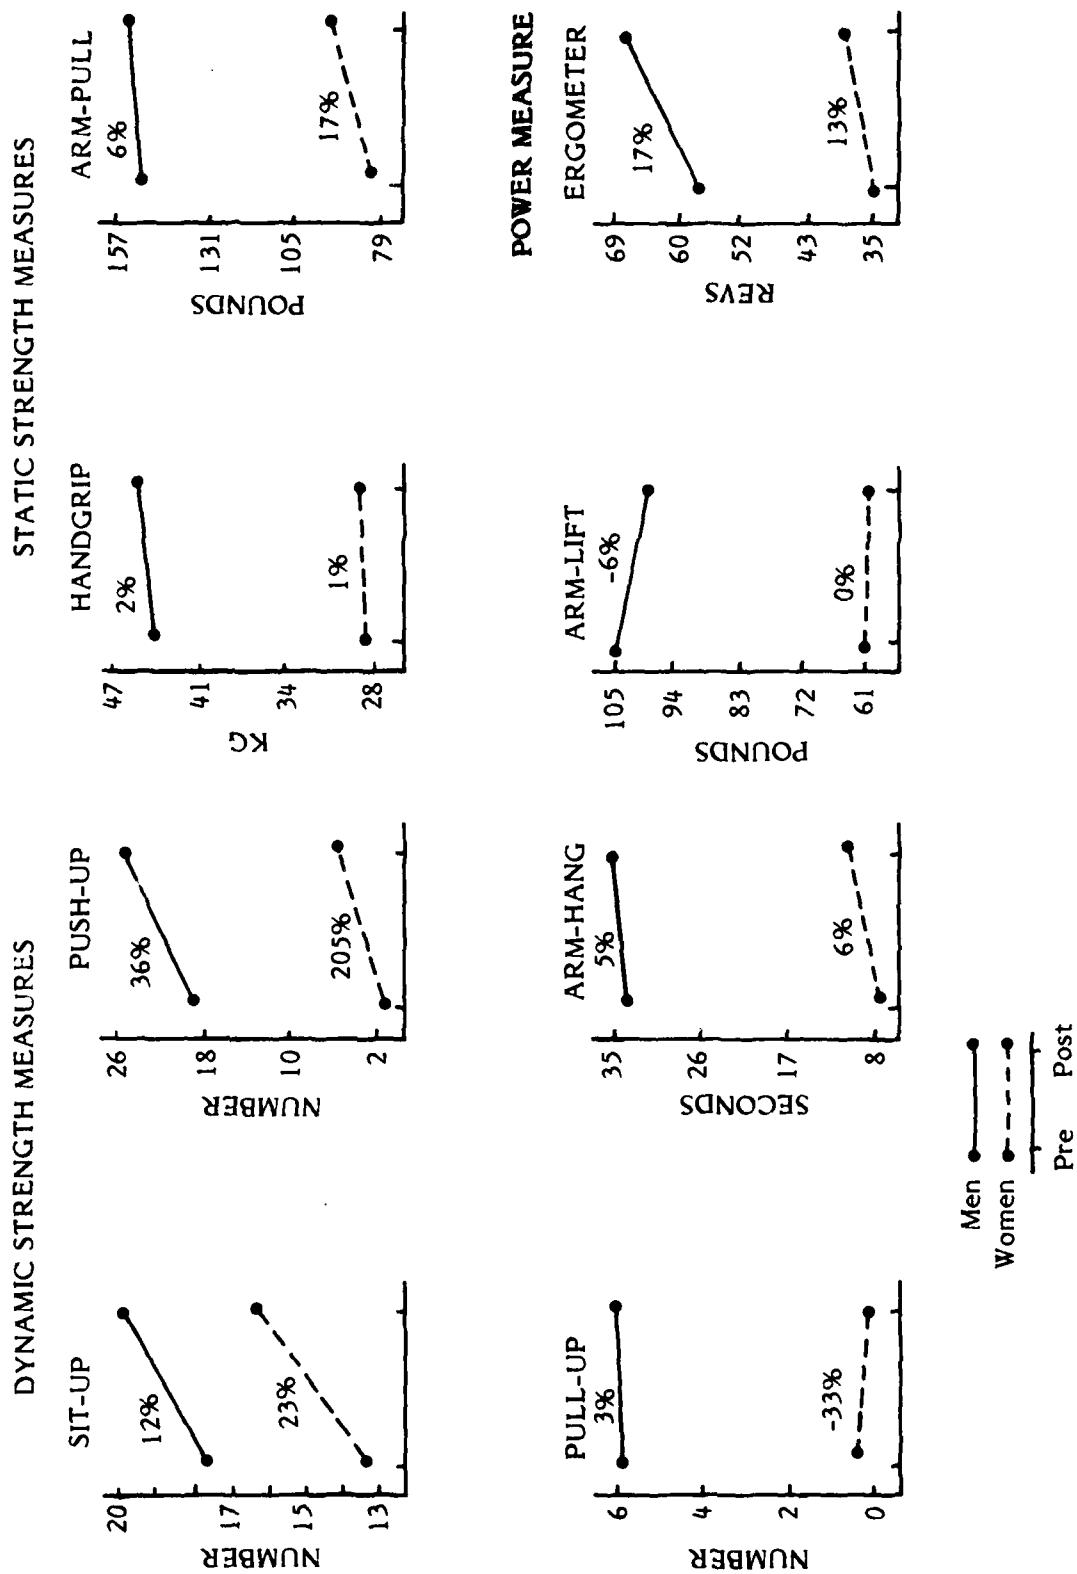 DYNAMIC STRENGTH MEASURES
STATIC STRENGTH MEASURES
SIT-UP
NUMBER
20
17
15
13
12%
23%
PUSH-UP
NUMBER
26
18
10
2
36%
205%
HANDGRIP
KG
47
41
34
28
2%
1%
ARM-PULL
POUNDS
157
131
105
79
6%
17%
POWER MEASURE
PULL-UP
NUMBER
6
4
2
0
3%
-33%
ARM-HANG
SECONDS
35
26
17
8
5%
6%
ARM-LIFT
POUNDS
105
94
83
72
61
-6%
0%
ERGOMETER
REVS
69
60
52
43
35
17%
13%
Men
Women
Pre Post